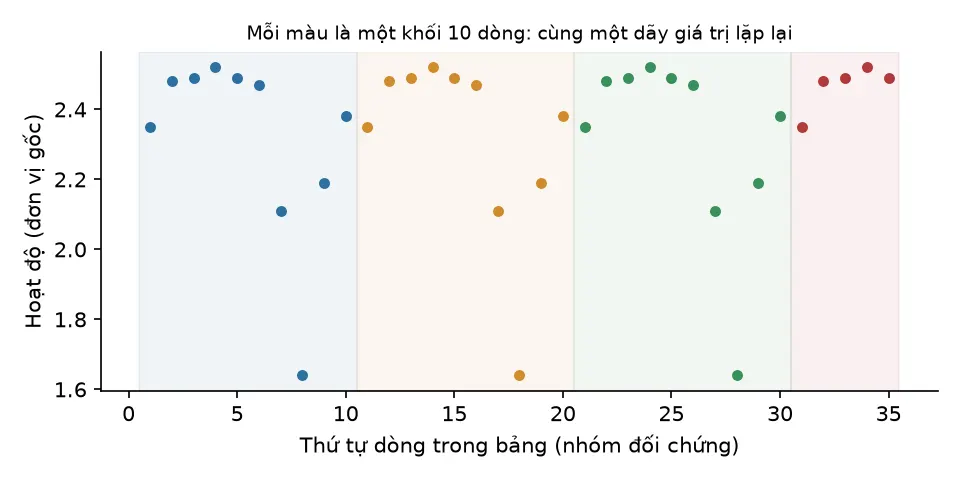 Mỗi màu là một khối 10 dòng: cùng một dãy giá trị lặp lại
Hoạt độ (đơn vị gốc)
2.4
2.2
2.0
1.8
1.6
0 5 10 15 20 25 30 35
Thứ tự dòng trong bảng (nhóm đối chứng)